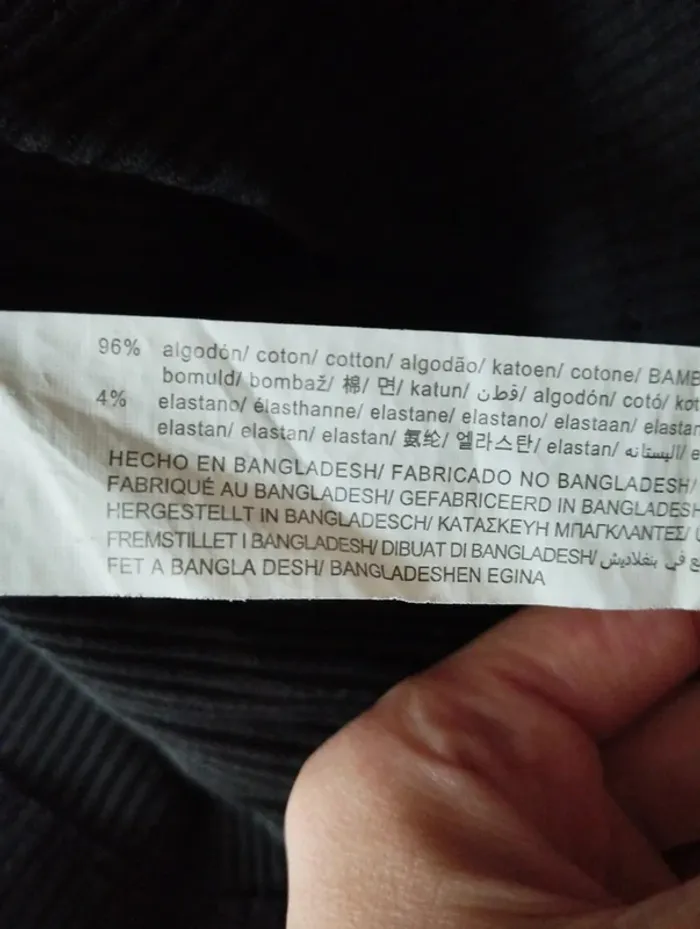 96% algodón/ coton/ cotton/ algodão/ katoen/ cotone/
bomuld/ bombaž/ 棉/ 면/ katun/ قطن/ algodón/ cotó/
4% elastano/ élasthanne/ elastane/ elastano/ elastaan/
elastan/ elastan/ elastan/ 氨纶/ 엘라스탄/ elastan/
HECHO EN BANGLADESH/ FABRICADO NO BANGLADESH/
FABRIQUÉ AU BANGLADESH/ GEFABRICEERD IN BANGLADESH
HERGESTELLT IN BANGLADESCH/ ΚΑΤΑΣΚΕΥΗ ΜΠΑΓΚΛΑΝΤΕΣ/
FREMSTILLET I BANGLADESH/ DIBUAT DI BANGLADESH/ في بنغلاديش
FET A BANGLA DESH/ BANGLADESHEN EGINA